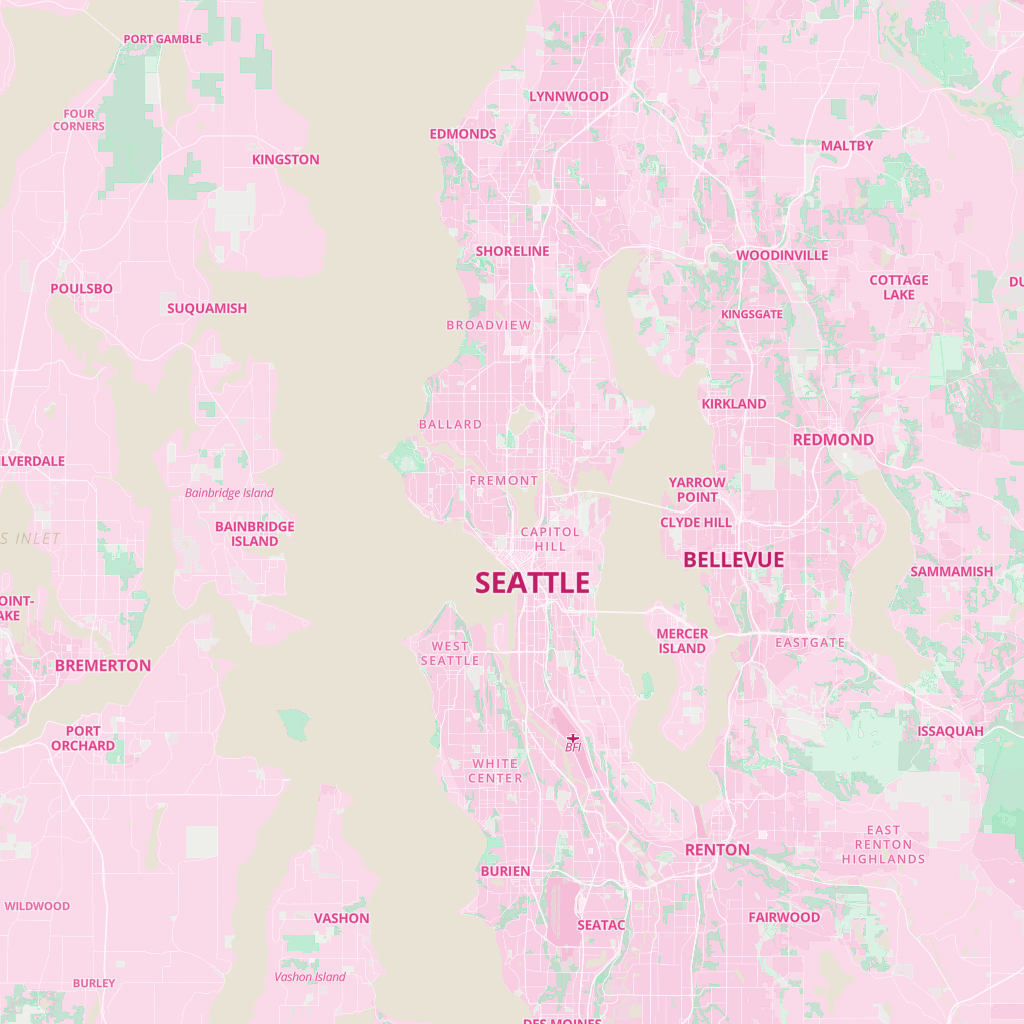 PORT GAMBLE
LYNNWOOD
FOUR
CORNERS
EDMONDS
MALTBY
KINGSTON
SHORELINE
WOODINVILLE
COTTAGE
LAKE
DU
POULSBO
SUQUAMISH
KINGSGATE
BROADVIEW
KIRKLAND
BALLARD
REDMOND
LVERDALE
FREMONT
YARROW
POINT
Bainbridge Island
CLYDE HILL
BAINBRIDGE
ISLAND
CAPITOL
HILL
S INLET
BELLEVUE
SAMMAMISH
SEATTLE
OINT-
AKE
MERCER
ISLAND
EASTGATE
WEST
SEATTLE
BREMERTON
PORT
ORCHARD
ISSAQUAH
BFI
WHITE
CENTER
EAST
RENTON
HIGHLANDS
RENTON
BURIEN
WILDWOOD
VASHON
FAIRWOOD
SEATAC
Vashon Island
BURLEY
DES MOINES